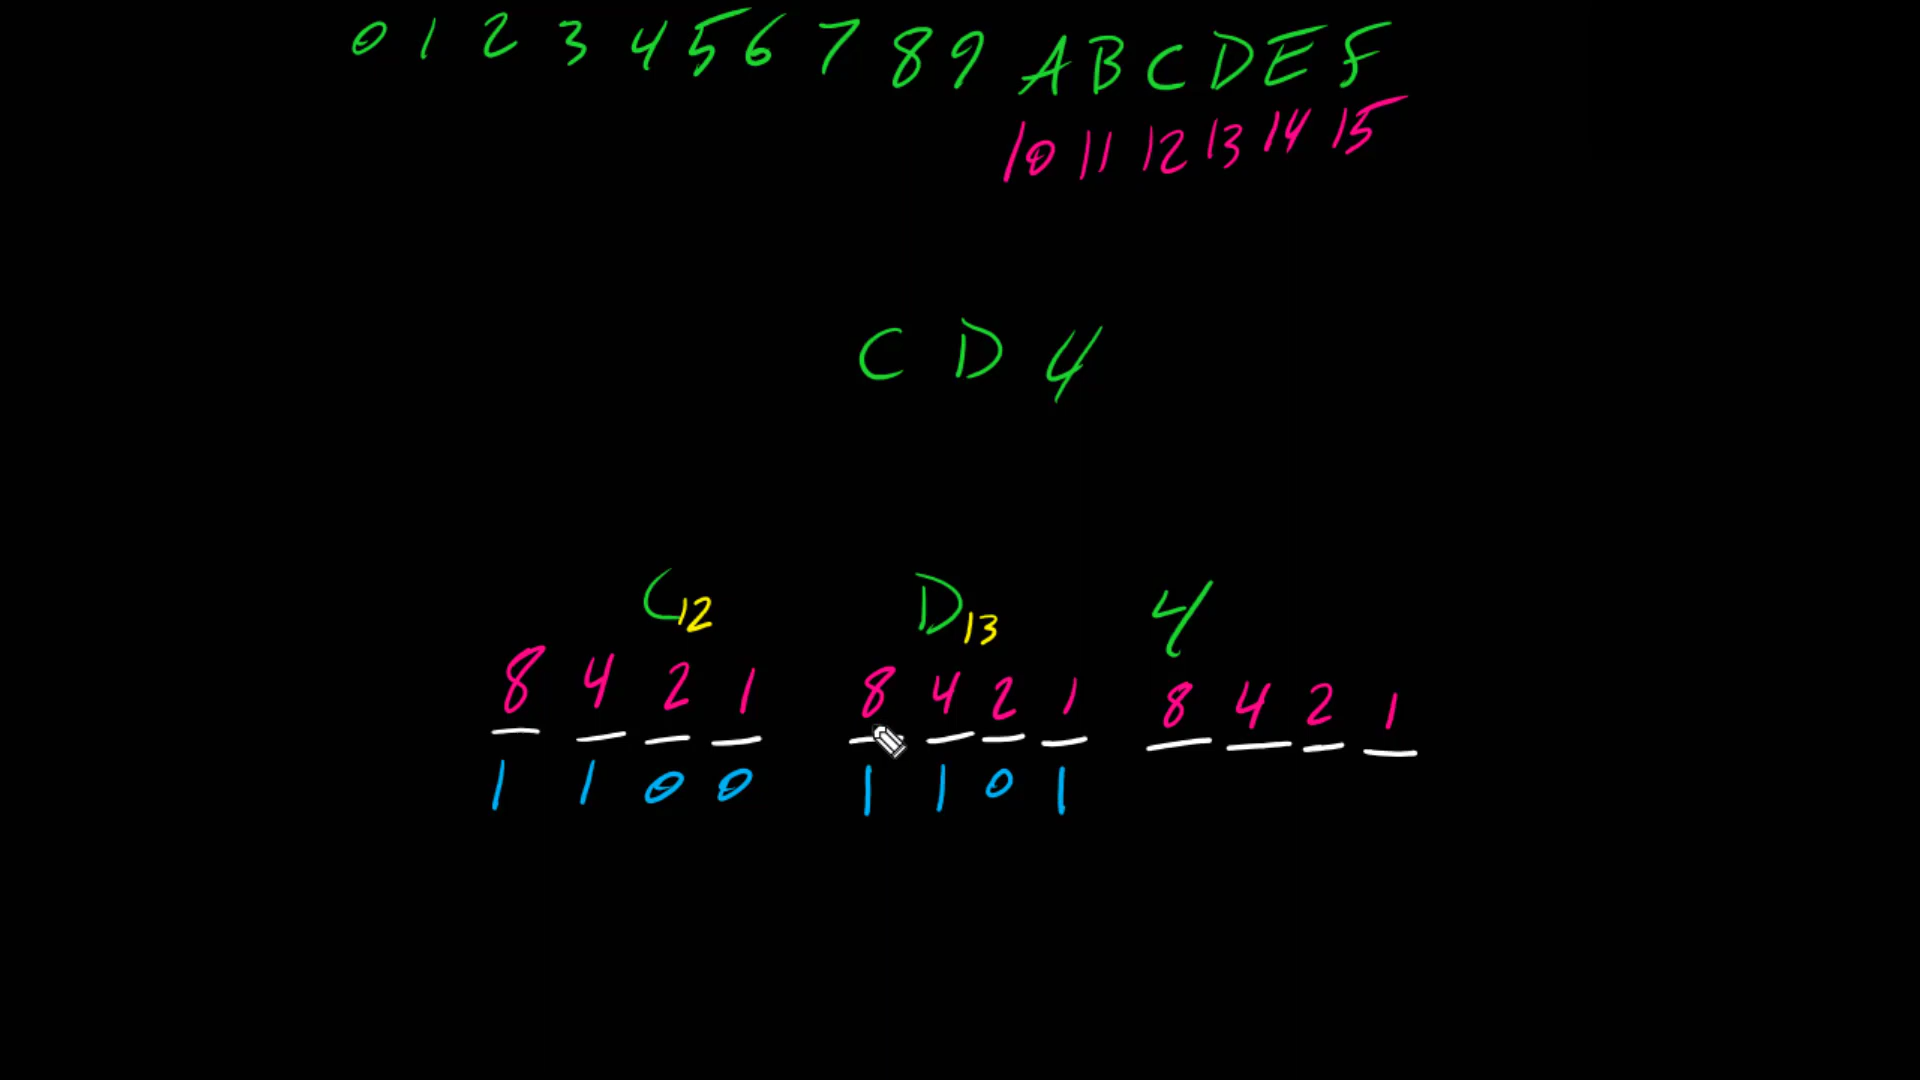 0 1 2 3 4 5 6 7 8 9 A B C D E F
10 11 12 13 14 15
C D 4
C12 D13 4
8 4 2 1 8 4 2 1 8 4 2 1
1 1 0 0 1 1 0 1